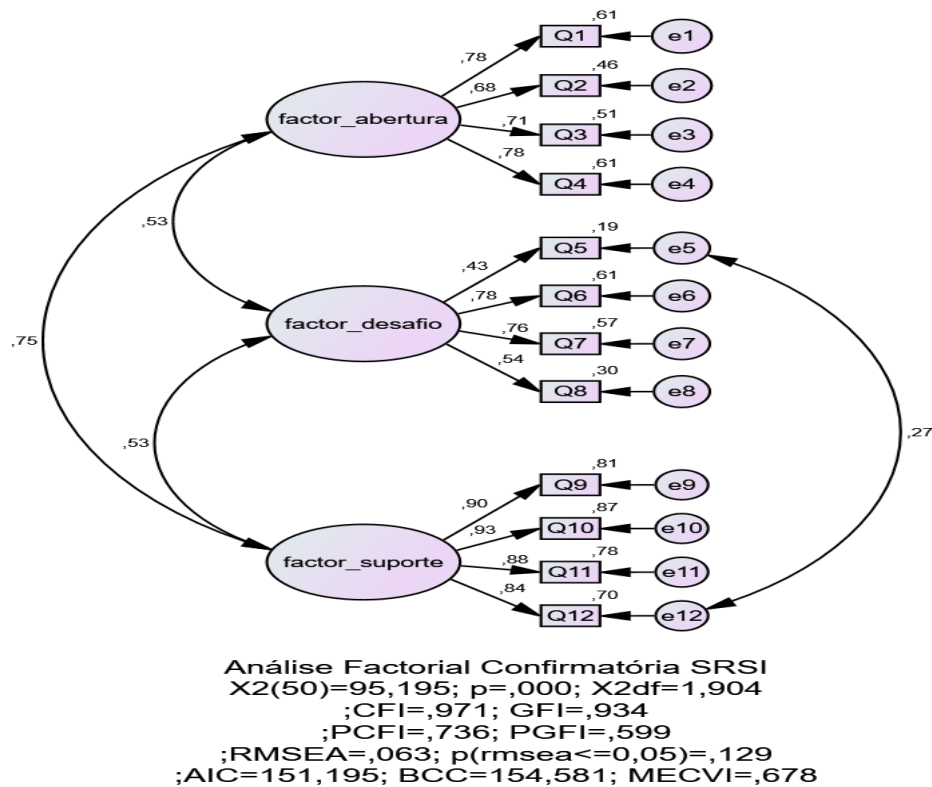 ,61
Q1
e1
,78
,46
Q2
e2
,68
factor_abertura
,51
Q3
e3
,71
,61
Q4
e4
,78
,53
,19
Q5
e5
,43
,61
Q6
e6
,78
factor_desafio
,57
Q7
e7
,76
,75
,30
Q8
e8
,54
,27
,53
,81
Q9
e9
,90
,87
Q10
e10
,93
factor_suporte
,78
Q11
e11
,88
,70
Q12
e12
,84
Análise Factorial Confirmatória SRSI
X2(50)=95,195; p=,000; X2df=1,904
;CFI=,971; GFI=,934
;PCFI=,736; PGFI=,599
;RMSEA=,063; p(rmsea<=0,05)=,129
;AIC=151,195; BCC=154,581; MECVI=,678